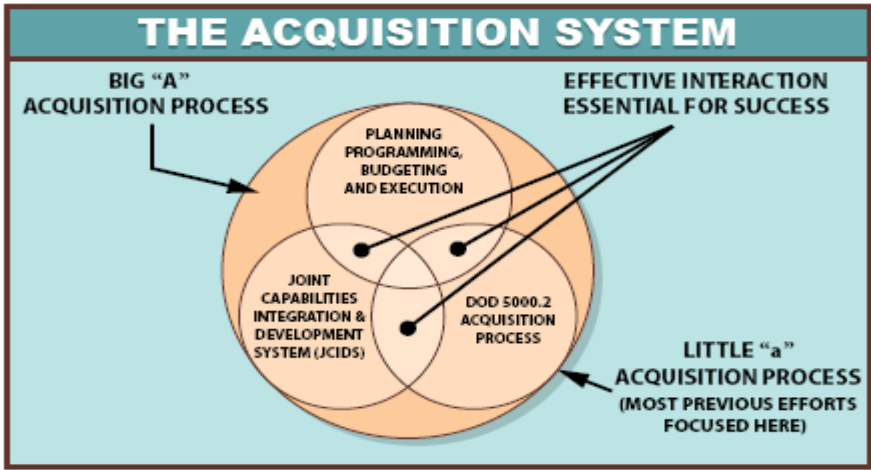 THE ACQUISITION SYSTEM
BIG “A”
ACQUISITION PROCESS
EFFECTIVE INTERACTION
ESSENTIAL FOR SUCCESS
PLANNING
PROGRAMMING,
BUDGETING
AND EXECUTION
JOINT
CAPABILITIES
INTEGRATION &
DEVELOPMENT
SYSTEM (JCIDS)
DOD 5000.2
ACQUISITION
PROCESS
LITTLE “a”
ACQUISITION PROCESS
(MOST PREVIOUS EFFORTS
FOCUSED HERE)